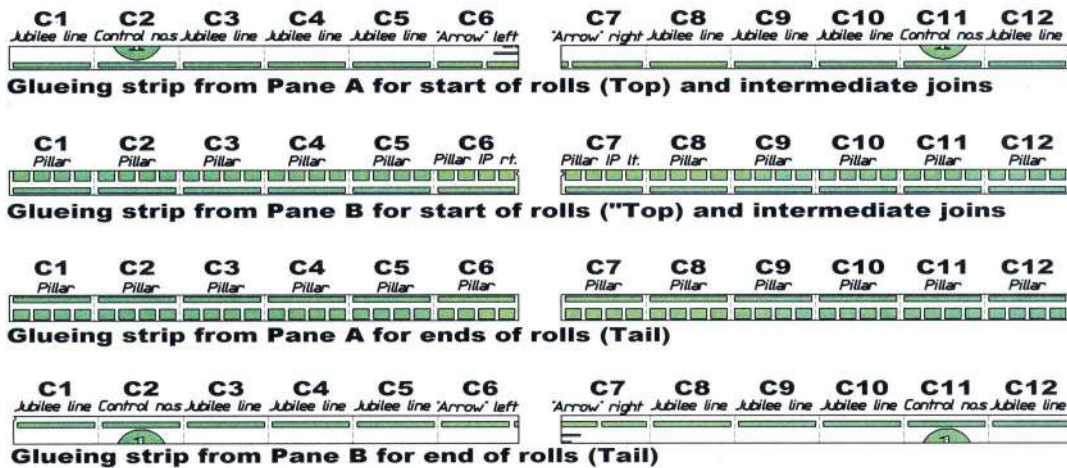 C1 C2 C3 C4 C5 C6 C7 C8 C9 C10 C11 C12
Jubilee line Control nos Jubilee line Jubilee line Jubilee line "Arrow" left "Arrow" right Jubilee line Jubilee line Jubilee line Control nos Jubilee line
Glueing strip from Pane A for start of rolls (Top) and intermediate joins
C1 C2 C3 C4 C5 C6 C7 C8 C9 C10 C11 C12
Pillar Pillar Pillar Pillar Pillar Pillar IP rt. Pillar IP lt. Pillar Pillar Pillar Pillar Pillar
Glueing strip from Pane B for start of rolls ("Top) and intermediate joins
C1 C2 C3 C4 C5 C6 C7 C8 C9 C10 C11 C12
Pillar Pillar Pillar Pillar Pillar Pillar Pillar Pillar Pillar Pillar Pillar Pillar
Glueing strip from Pane A for ends of rolls (Tail)
C1 C2 C3 C4 C5 C6 C7 C8 C9 C10 C11 C12
Jubilee line Control nos Jubilee line Jubilee line Jubilee line "Arrow" left "Arrow" right Jubilee line Jubilee line Jubilee line Control nos Jubilee line
Glueing strip from Pane B for end of rolls (Tail)